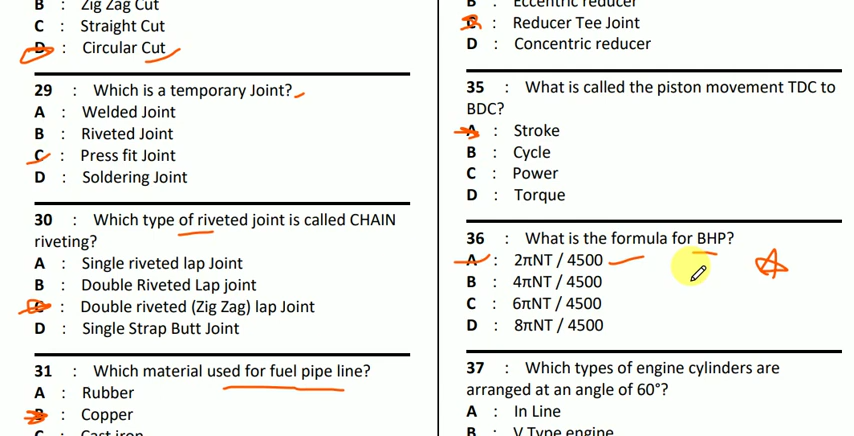 B : Zig Zag Cut
C : Straight Cut
D : Circular Cut
29 : Which is a temporary Joint?
A : Welded Joint
B : Riveted Joint
C : Press fit Joint
D : Soldering Joint
30 : Which type of riveted joint is called CHAIN
riveting?
A : Single riveted lap Joint
B : Double Riveted Lap joint
C : Double riveted (Zig Zag) lap Joint
D : Single Strap Butt Joint
31 : Which material used for fuel pipe line?
A : Rubber
B : Copper
C : Cast iron
B : Eccentric reducer
C : Reducer Tee Joint
D : Concentric reducer
35 : What is called the piston movement TDC to
BDC?
A : Stroke
B : Cycle
C : Power
D : Torque
36 : What is the formula for BHP?
A : 2πNT / 4500
B : 4πNT / 4500
C : 6πNT / 4500
D : 8πNT / 4500
37 : Which types of engine cylinders are
arranged at an angle of 60°?
A : In Line
B : V Type engine